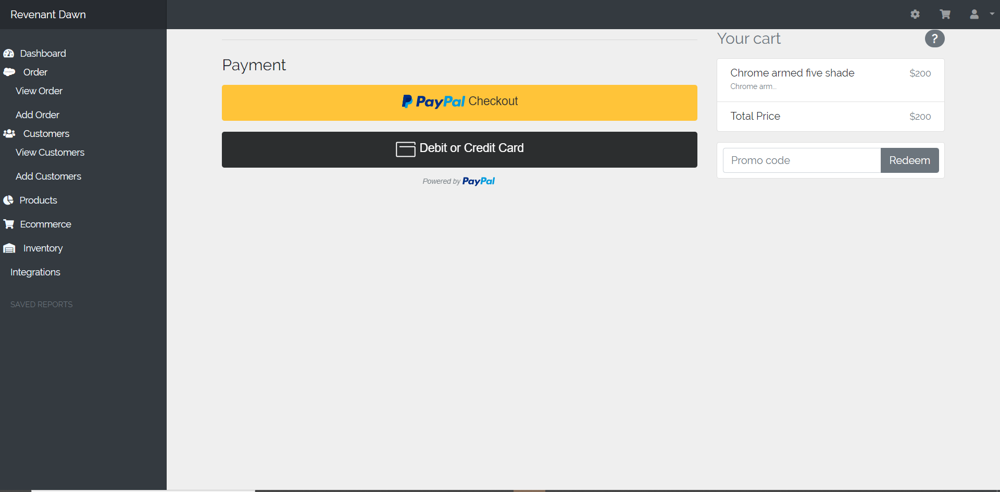 Revenant Dawn
Dashboard
Order
View Order
Add Order
Customers
View Customers
Add Customers
Products
Ecommerce
Inventory
Integrations
SAVED REPORTS
Payment
PayPal Checkout
Debit or Credit Card
Powered by PayPal
Your cart
?
Chrome armed five shade $200
Chrome arm...
Total Price $200
Promo code Redeem